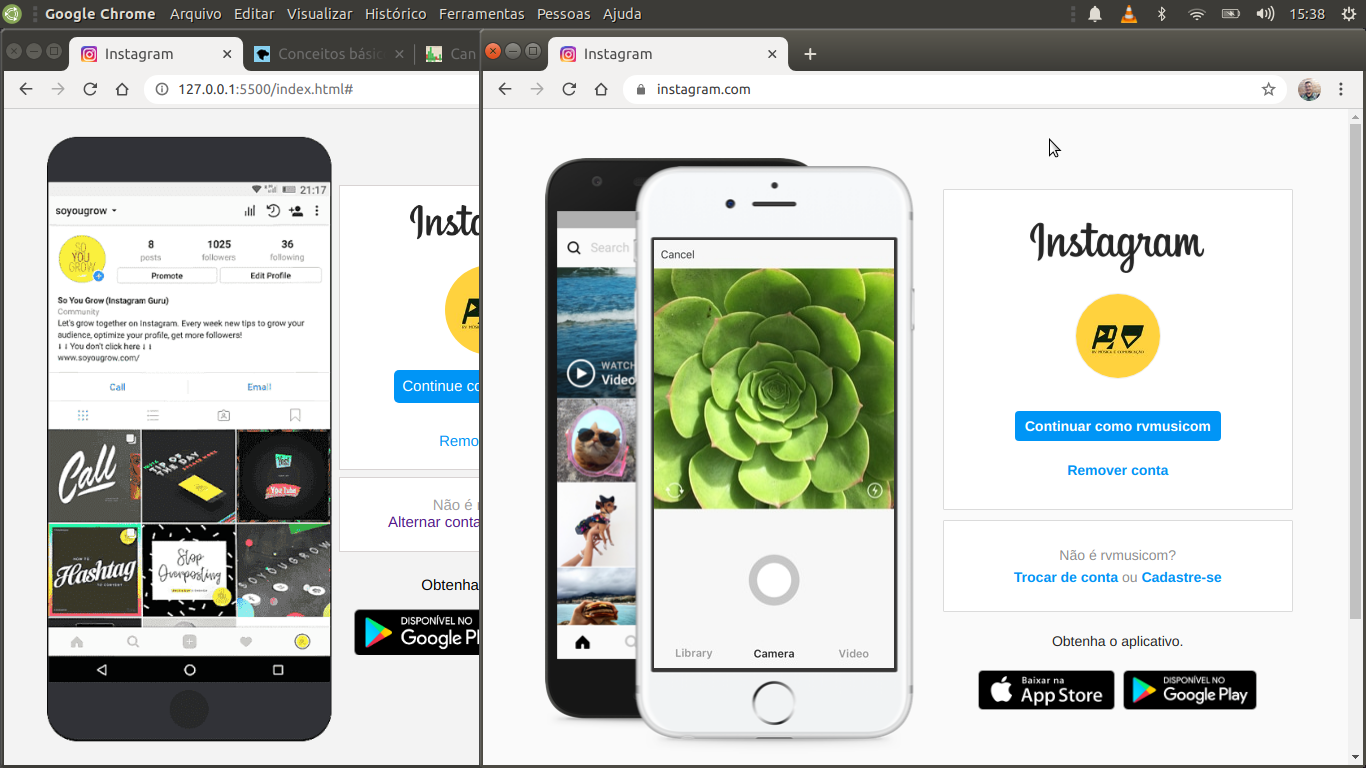 Google Chrome Arquivo Editar Visualizar Histórico Ferramentas Pessoas Ajuda 15:38
Instagram
Conceitos bási
Can
127.0.0.1:5500/index.html#
21:17
soyougrow
SO
YOU
GROW
8 1025 36
posts followers following
Promote Edit Profile
So You Grow (Instagram Guru)
Community
Let's grow together on Instagram. Every week new tips to grow your
audience, optimize your profile, get more followers!
↓↓You don't click here↓↓
www.soyougrow.com/
Call Email
Call
TIP OF
THE DAY
Yes!
YouTube
HOW TO
Hashtag
Stop
Overposting
SOYOUGROW
Insta
Continue co
Remo
Não é r
Alternar conta
Obtenha
DISPONÍVEL NO
Google Pl
Instagram
instagram.com
Search
WATCH
Video
Cancel
Library Camera Video
Instagram
RV MÚSICA E COMUNICAÇÃO
Continuar como rvmusicom
Remover conta
Não é rvmusicom?
Trocar de conta ou Cadastre-se
Obtenha o aplicativo.
Baixar na
App Store
DISPONÍVEL NO
Google Play